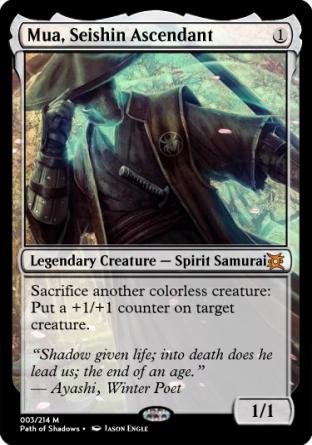 Mua, Seishin Ascendant 1
Legendary Creature — Spirit Samurai
Sacrifice another colorless creature:
Put a +1/+1 counter on target
creature.
“Shadow given life; into death does he
lead us; the end of an age.”
— Ayashi, Winter Poet
1/1
003/214 M
Path of Shadows • Jason Engle